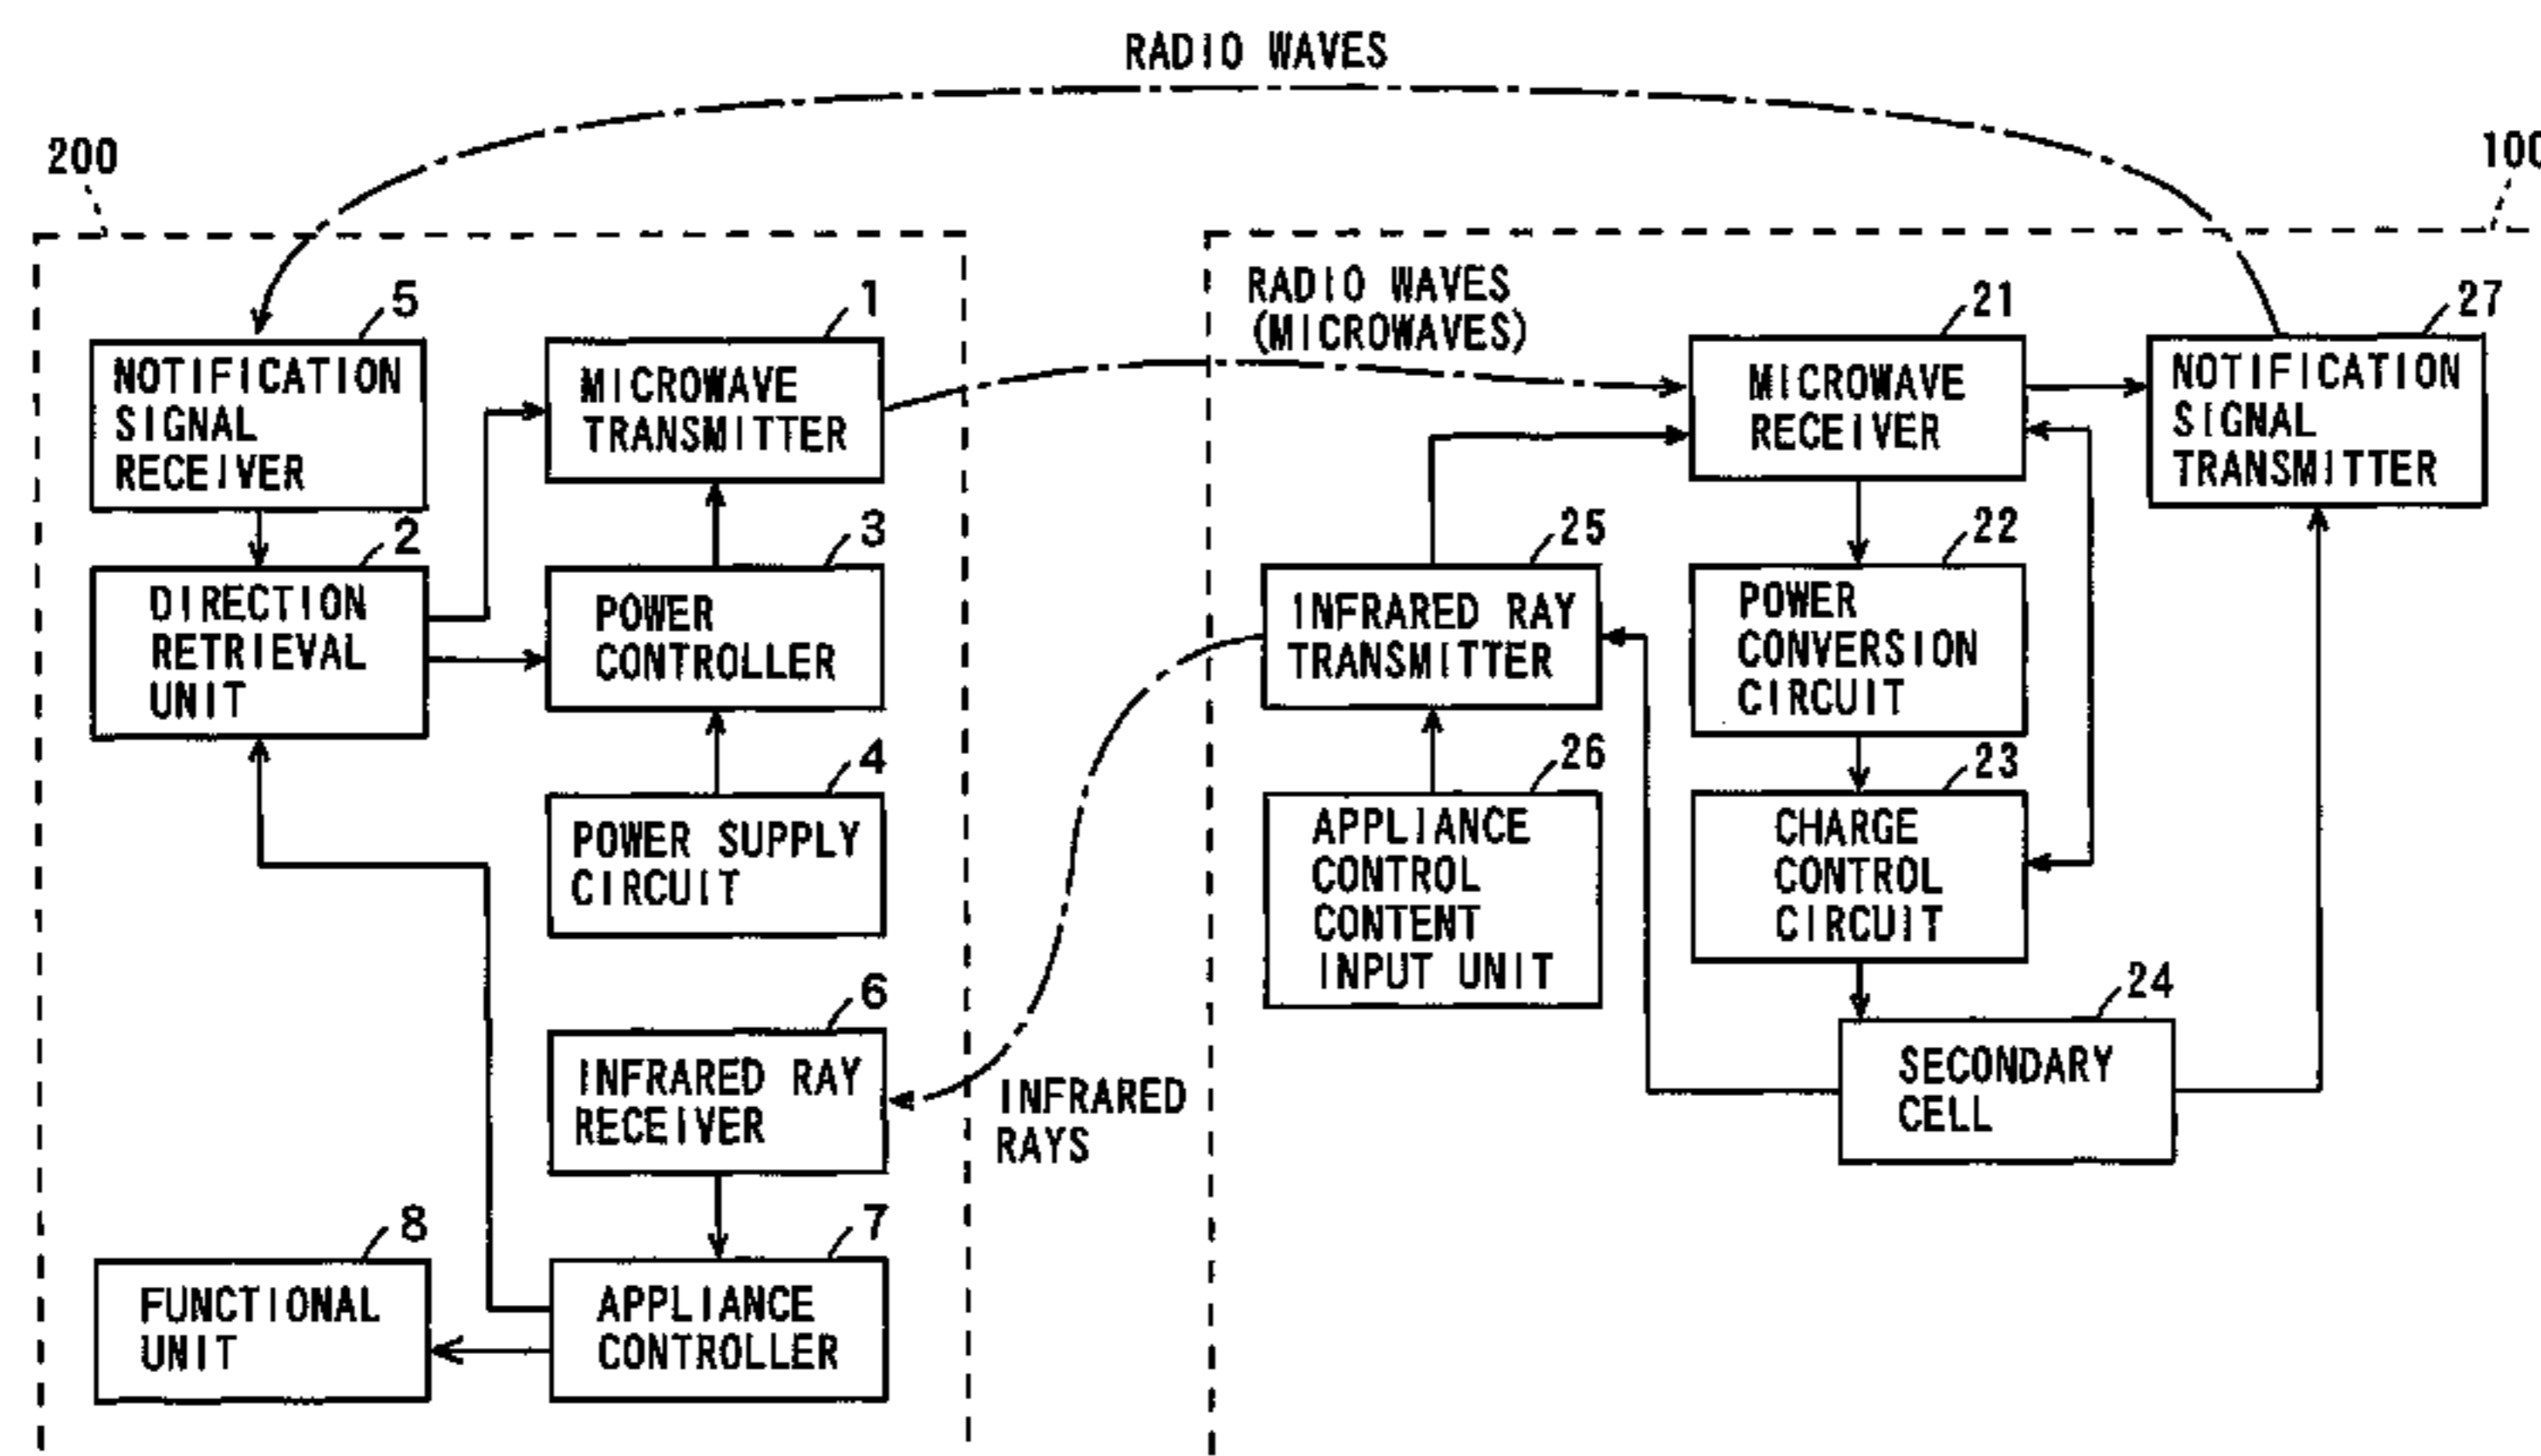 RADIO WAVES
200
100
5
NOTIFICATION
SIGNAL
RECEIVER
1
MICROWAVE
TRANSMITTER
2
DIRECTION
RETRIEVAL
UNIT
3
POWER
CONTROLLER
4
POWER SUPPLY
CIRCUIT
6
INFRARED RAY
RECEIVER
7
APPLIANCE
CONTROLLER
8
FUNCTIONAL
UNIT
INFRARED
RAYS
RADIO WAVES
(MICROWAVES)
21
MICROWAVE
RECEIVER
27
NOTIFICATION
SIGNAL
TRANSMITTER
25
INFRARED RAY
TRANSMITTER
22
POWER
CONVERSION
CIRCUIT
26
APPLIANCE
CONTROL
CONTENT
INPUT UNIT
23
CHARGE
CONTROL
CIRCUIT
24
SECONDARY
CELL